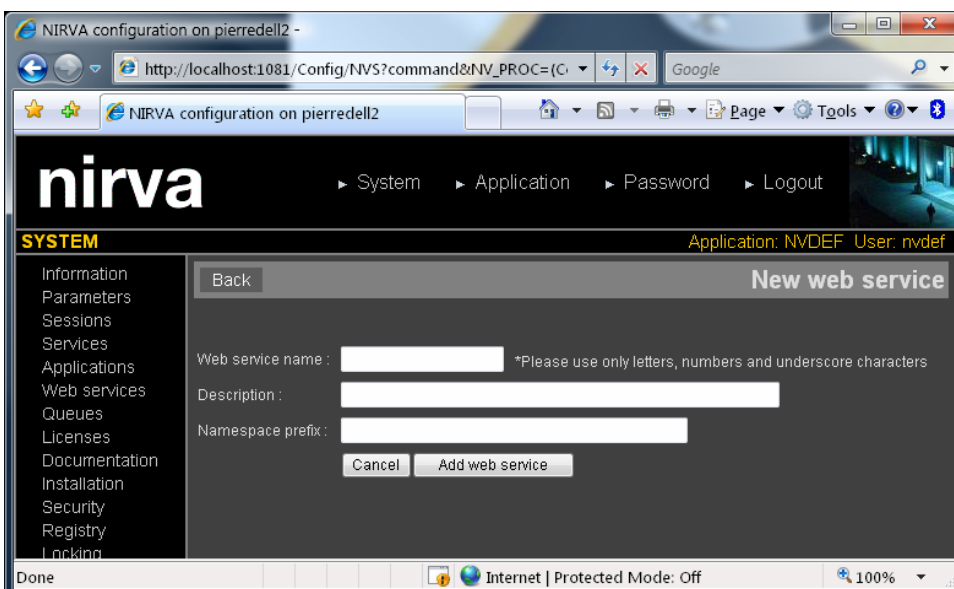 NIRVA configuration on pierredell2 -
http://localhost:1081/Config/NVS?command&NV_PROC=(C
Google
NIRVA configuration on pierredell2
Page
Tools
nirva
System Application Password Logout
SYSTEM
Application: NVDEF User: nvdef
Information
Parameters
Sessions
Services
Applications
Web services
Queues
Licenses
Documentation
Installation
Security
Registry
Locking
Back
New web service
Web service name :
*Please use only letters, numbers and underscore characters
Description :
Namespace prefix :
Cancel
Add web service
Done
Internet | Protected Mode: Off
100%